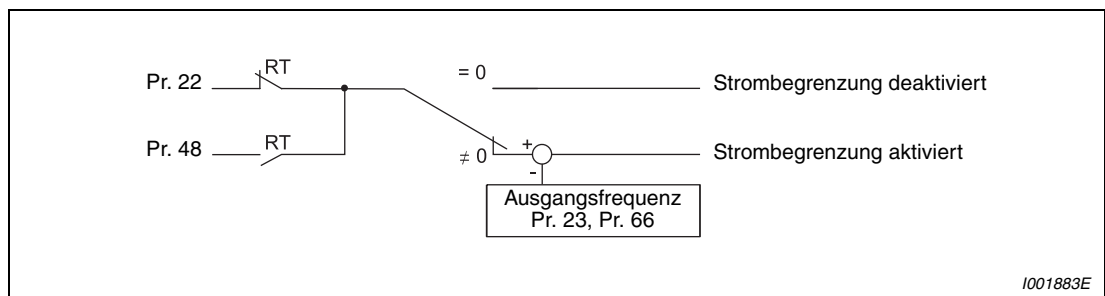 Pr. 22
RT
= 0
Strombegrenzung deaktiviert
Pr. 48
RT
≠ 0
+
-
Strombegrenzung aktiviert
Ausgangsfrequenz
Pr. 23, Pr. 66
I001883E